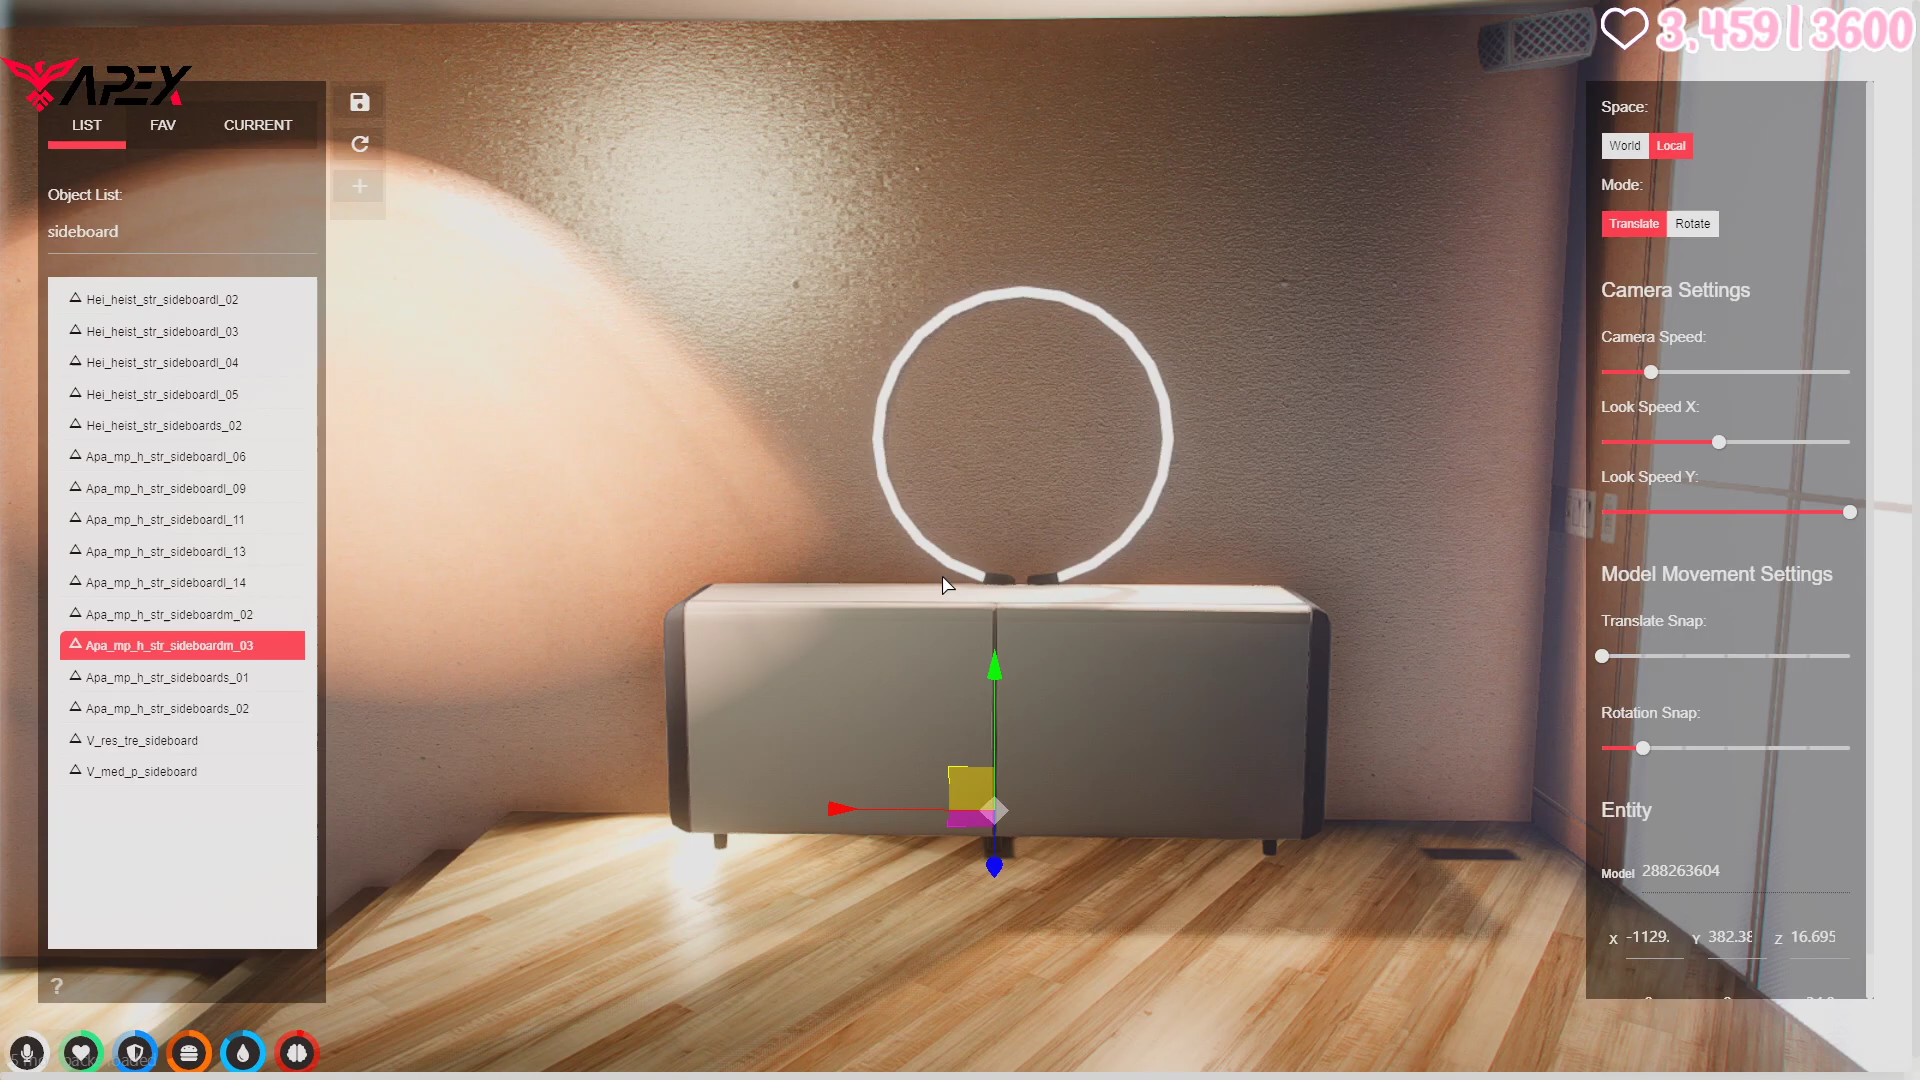 3,459|3600
APEX
LIST FAV CURRENT
Object List:
sideboard
Hei_heist_str_sideboardl_02
Hei_heist_str_sideboardl_03
Hei_heist_str_sideboardl_04
Hei_heist_str_sideboardl_05
Hei_heist_str_sideboards_02
Apa_mp_h_str_sideboardl_06
Apa_mp_h_str_sideboardl_09
Apa_mp_h_str_sideboardl_11
Apa_mp_h_str_sideboardl_13
Apa_mp_h_str_sideboardl_14
Apa_mp_h_str_sideboardm_02
Apa_mp_h_str_sideboardm_03
Apa_mp_h_str_sideboards_01
Apa_mp_h_str_sideboards_02
V_res_tre_sideboard
V_med_p_sideboard
?
Space:
World Local
Mode:
Translate Rotate
Camera Settings
Camera Speed:
Look Speed X:
Look Speed Y:
Model Movement Settings
Translate Snap:
Rotation Snap:
Entity
Model 288263604
X -1129. Y 382.38 Z 16.695